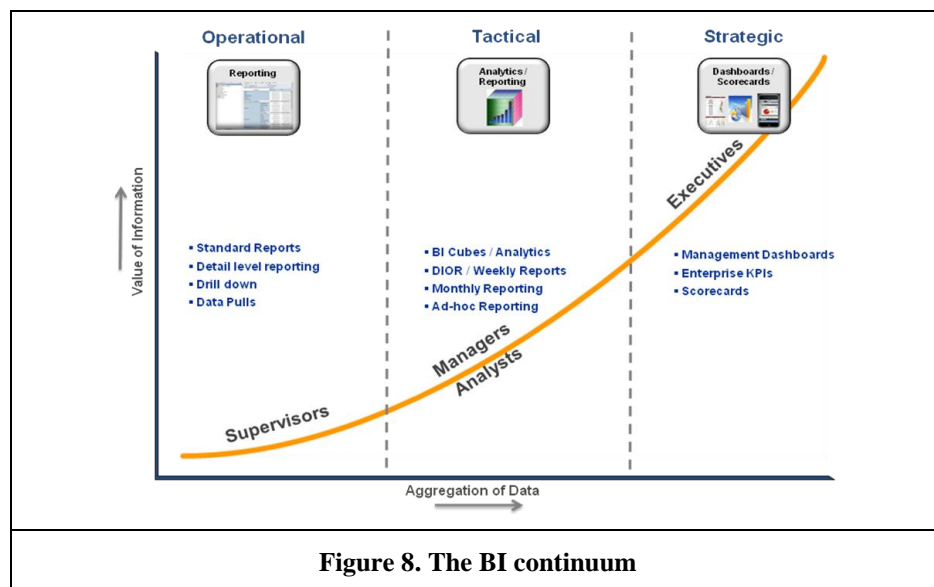 Operational
Tactical
Strategic
Reporting
Analytics /
Reporting
Dashboards /
Scorecards
Value of Information
▪ Standard Reports
▪ Detail level reporting
▪ Drill down
▪ Data Pulls
▪ BI Cubes / Analytics
▪ DIOR / Weekly Reports
▪ Monthly Reporting
▪ Ad-hoc Reporting
▪ Management Dashboards
▪ Enterprise KPIs
▪ Scorecards
Supervisors
Managers
Analysts
Executives
Aggregation of Data
Figure 8. The BI continuum